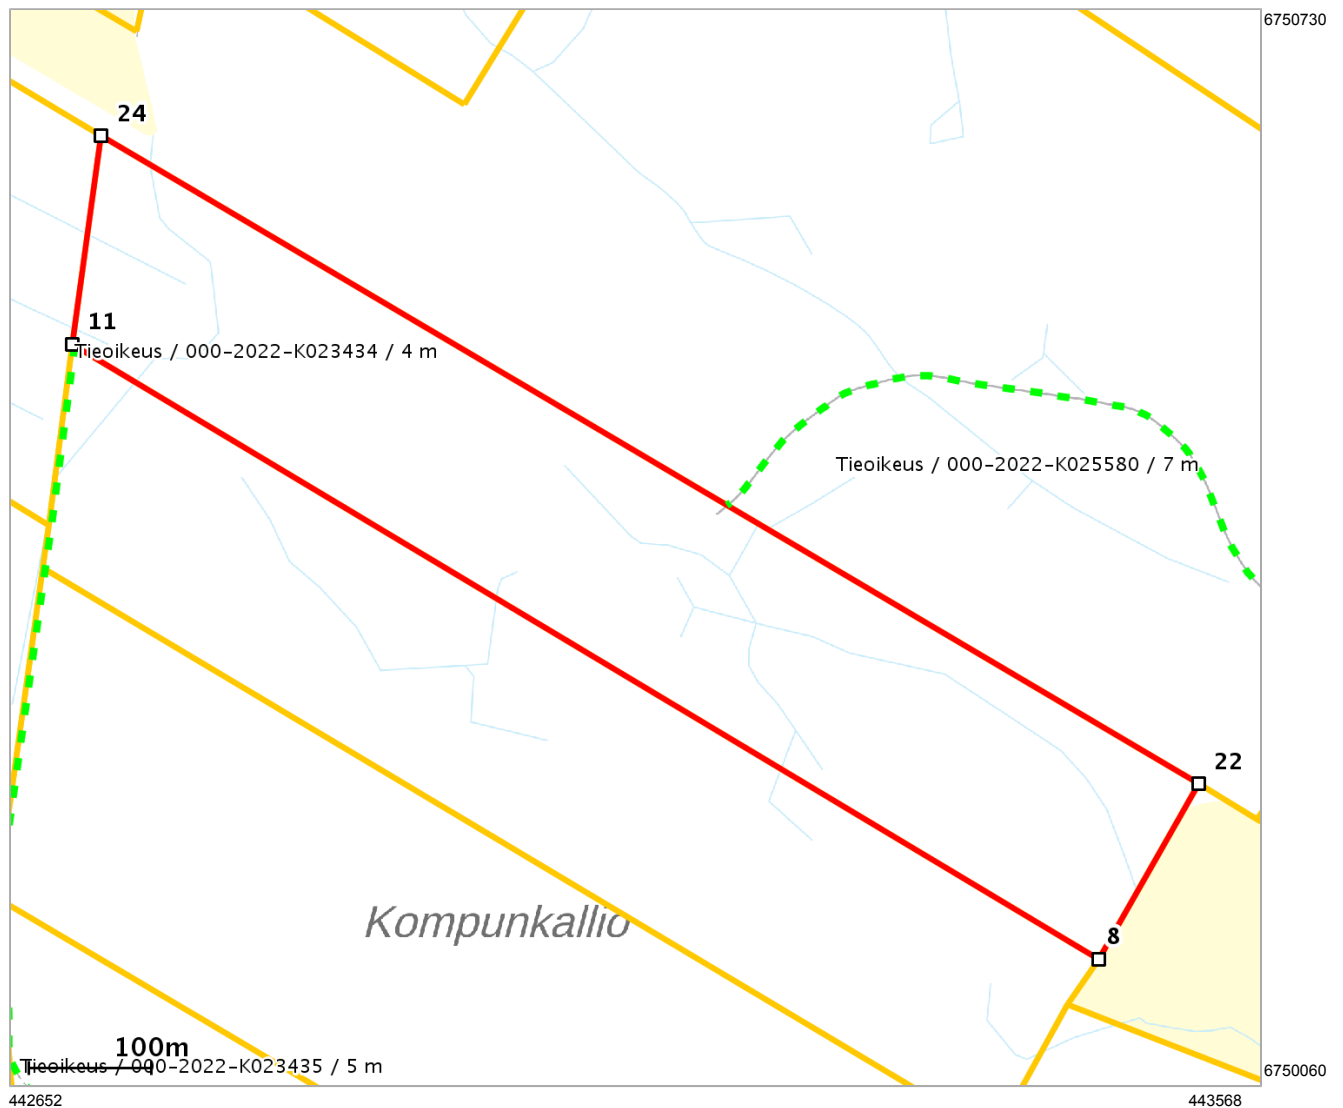 6750730
24
11
Tieoikeus / 000-2022-K023434 / 4 m
Tieoikeus / 000-2022-K025580 / 7 m
22
Kompunkallio
8
100m
Tieoikeus / 000-2022-K023435 / 5 m
6750060
442652
443568